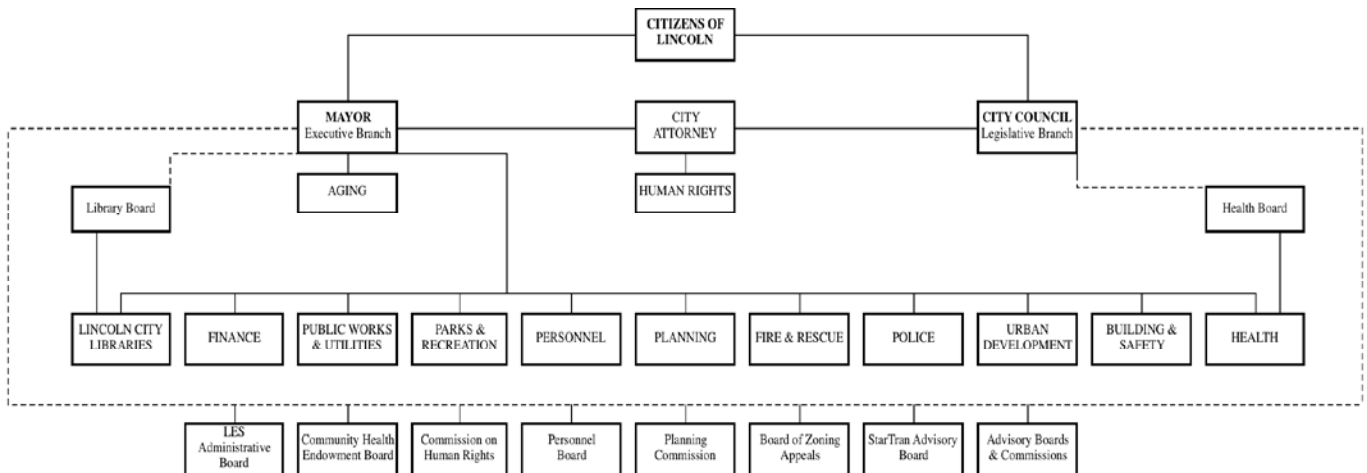 CITIZENS OF
LINCOLN
MAYOR
Executive Branch
CITY
ATTORNEY
CITY COUNCIL
Legislative Branch
AGING
HUMAN RIGHTS
Library Board
Health Board
LINCOLN CITY
LIBRARIES
FINANCE
PUBLIC WORKS
& UTILITIES
PARKS &
RECREATION
PERSONNEL
PLANNING
FIRE & RESCUE
POLICE
URBAN
DEVELOPMENT
BUILDING &
SAFETY
HEALTH
LES
Administrative
Board
Community Health
Endowment Board
Commission on
Human Rights
Personnel
Board
Planning
Commission
Board of Zoning
Appeals
StarTran Advisory
Board
Advisory Boards
& Commissions